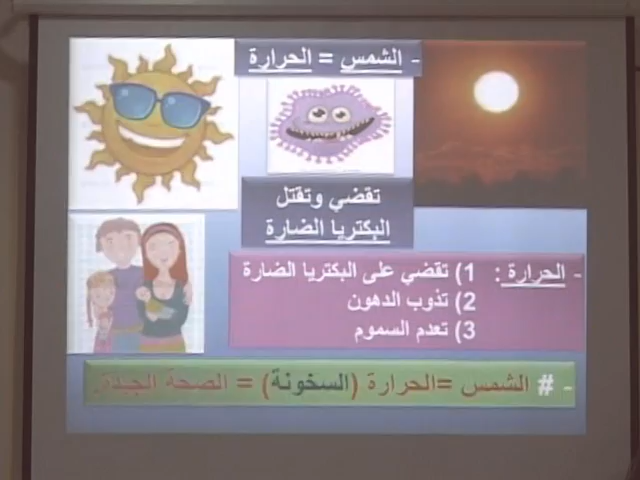 - الشمس = الحرارة
تقضي وتقتل
البكتريا الضارة
- الحرارة : 1) تقضي على البكتريا الضارة
2) تذوب الدهون
3) تعدم السموم
- # الشمس =الحرارة (السخونة) = الصحة الجيدة.